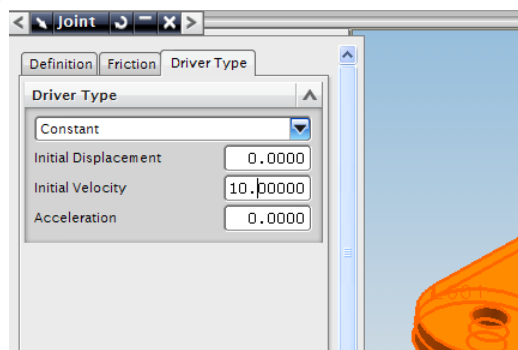 Joint
Definition Friction Driver Type
Driver Type
Constant
Initial Displacement 0.0000
Initial Velocity 10.00000
Acceleration 0.0000